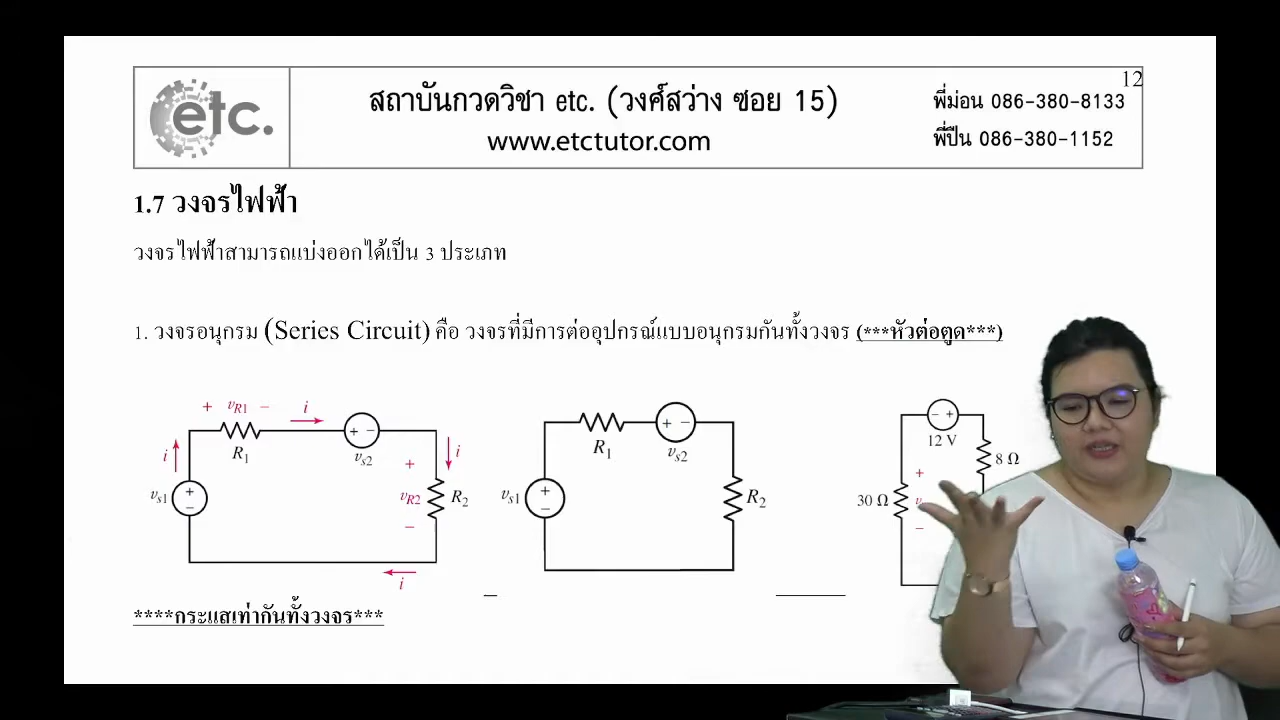 etc.
สถาบันกวดวิชา etc. (วงศ์สว่าง ซอย 15)
www.etctutor.com
12
พี่ม่อน 086-380-8133
พี่ปืน 086-380-1152
1.7 วงจรไฟฟ้า
วงจรไฟฟ้าสามารถแบ่งออกได้เป็น 3 ประเภท
1. วงจรอนุกรม (Series Circuit) คือ วงจรที่มีการต่ออุปกรณ์แบบอนุกรมกันทั้งวงจร (***หัวต่อตูด***)
+ vR1 − i
i R1 + − vs2 i
vs1 + − + vR2 − R2
i
R1 + − vs2
vs1 + − R2
− + 12 V
8 Ω
30 Ω + −
****กระแสเท่ากันทั้งวงจร***